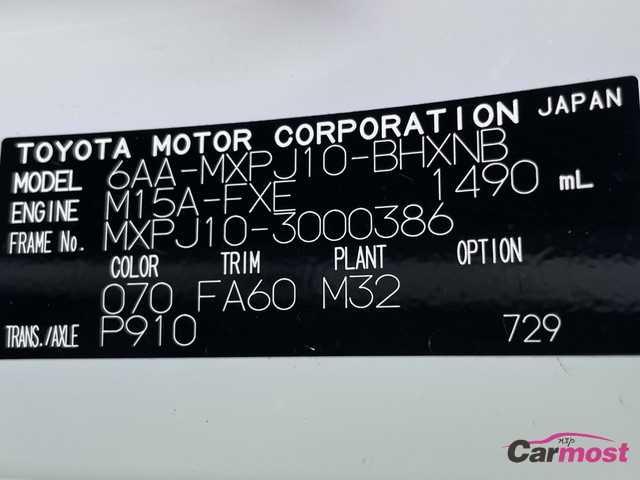 TOYOTA MOTOR CORPORATION JAPAN
MODEL 6AA-MXPJ10-BHXNB
ENGINE M15A-FXE 1490 mL
FRAME No. MXPJ10-3000386
COLOR TRIM PLANT OPTION
070 FA60 M32
TRANS./AXLE P910 729
Carmost